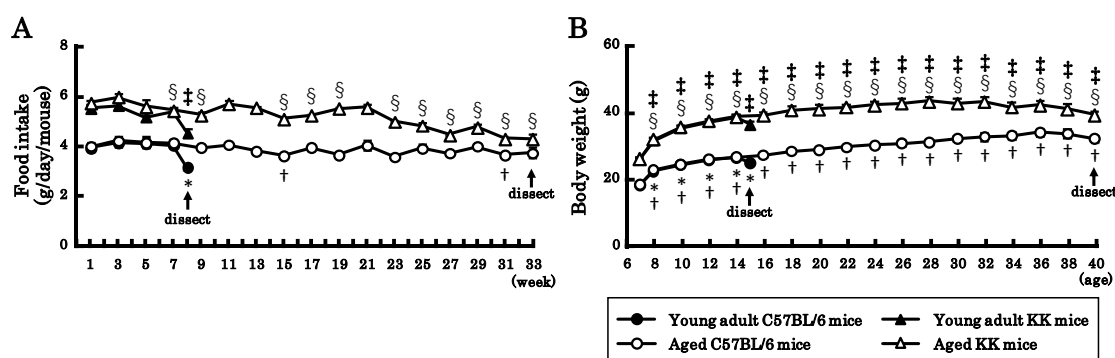 A
B
8
6
4
2
0
Food intake
(g/day/mouse)
§ ‡ § § § § § § § § § §
† †
*
dissect
dissect
1 3 5 7 9 11 13 15 17 19 21 23 25 27 29 31 33
(week)
60
40
20
0
Body weight (g)
‡ ‡ ‡ ‡ ‡ ‡ ‡ ‡ ‡ ‡ ‡ ‡ ‡ ‡ ‡ ‡ ‡
‡
§ § § § § § § § § § § § § § § § §
* * * * *
† † † † † † † † † † † † † † † † †
dissect
dissect
6 8 10 12 14 16 18 20 22 24 26 28 30 32 34 36 38 40
(age)
Young adult C57BL/6 mice
Young adult KK mice
Aged C57BL/6 mice
Aged KK mice